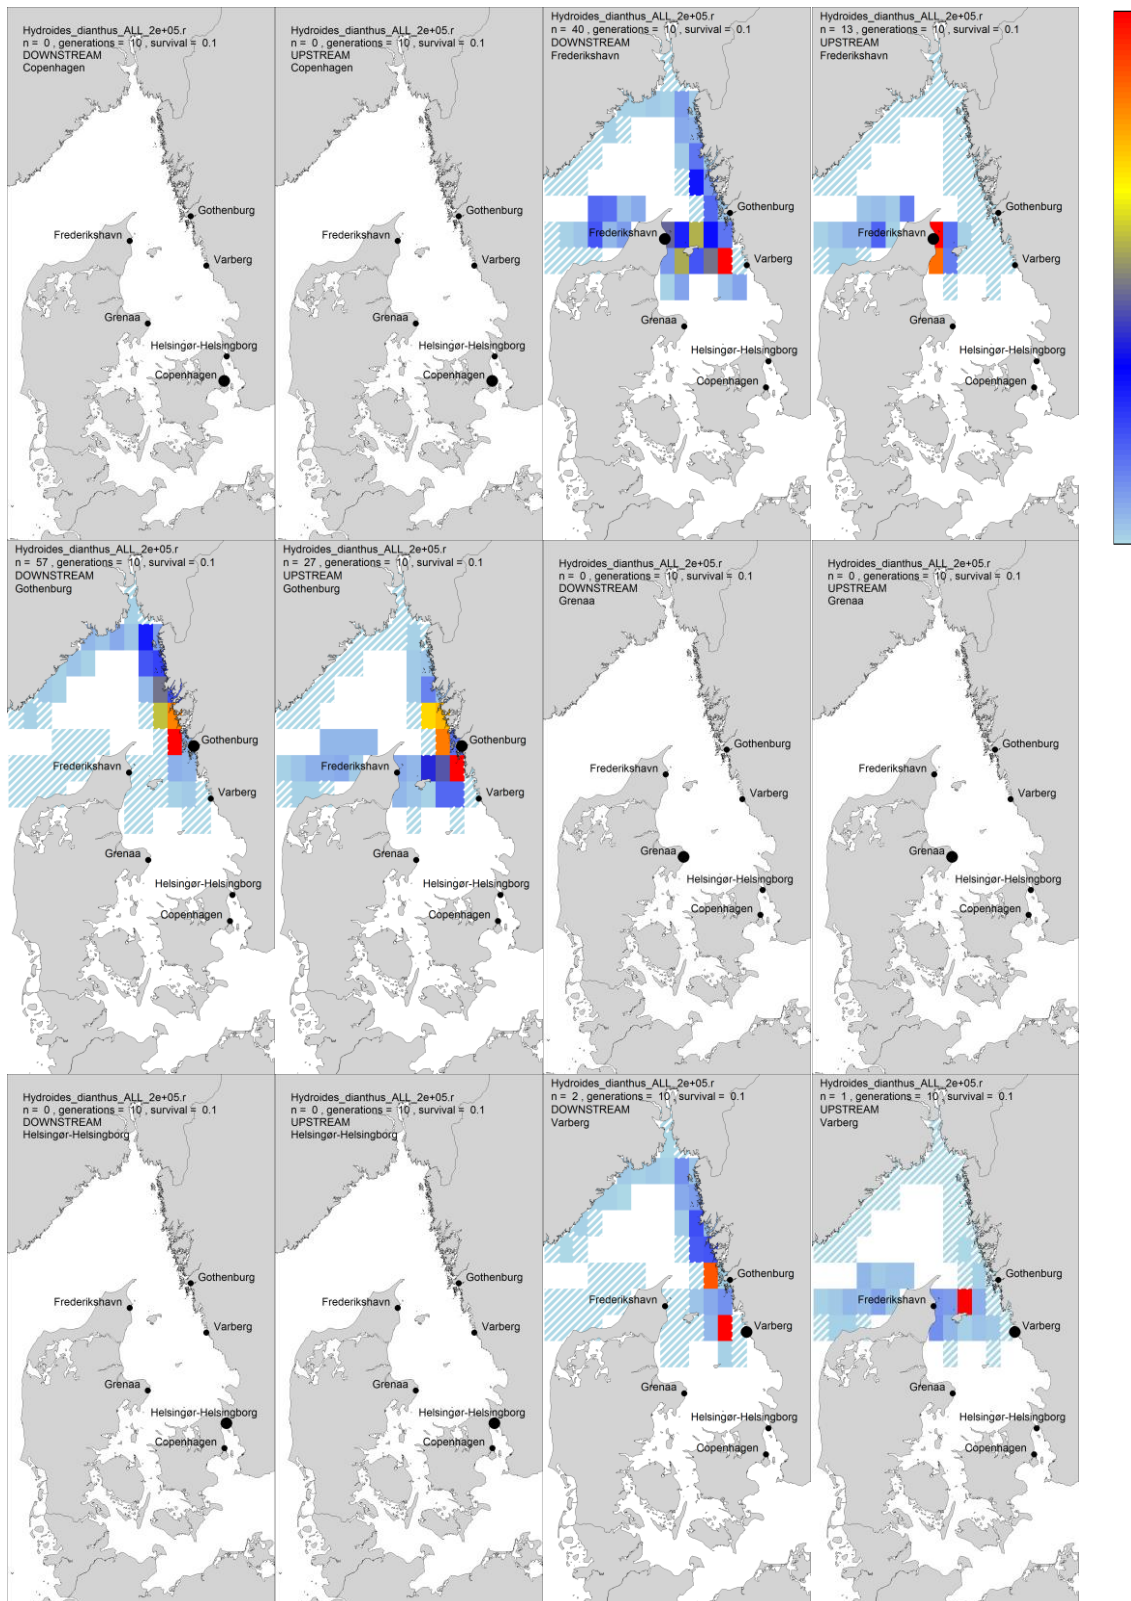 Hydroides_dianthus_ALL_2e+05.r
n = 0 , generations = 10 , survival = 0.1
DOWNSTREAM
Copenhagen
Gothenburg
Frederikshavn
Varberg
Grenaa
Helsingør-Helsingborg
Copenhagen
Hydroides_dianthus_ALL_2e+05.r
n = 0 , generations = 10 , survival = 0.1
UPSTREAM
Copenhagen
Gothenburg
Frederikshavn
Varberg
Grenaa
Helsingør-Helsingborg
Copenhagen
Hydroides_dianthus_ALL_2e+05.r
n = 40 , generations = 10 , survival = 0.1
DOWNSTREAM
Frederikshavn
Gothenburg
Frederikshavn
Varberg
Grenaa
Helsingør-Helsingborg
Copenhagen
Hydroides_dianthus_ALL_2e+05.r
n = 13 , generations = 10 , survival = 0.1
UPSTREAM
Frederikshavn
Gothenburg
Frederikshavn
Varberg
Grenaa
Helsingør-Helsingborg
Copenhagen
Hydroides_dianthus_ALL_2e+05.r
n = 57 , generations = 10 , survival = 0.1
DOWNSTREAM
Gothenburg
Gothenburg
Frederikshavn
Varberg
Grenaa
Helsingør-Helsingborg
Copenhagen
Hydroides_dianthus_ALL_2e+05.r
n = 27 , generations = 10 , survival = 0.1
UPSTREAM
Gothenburg
Gothenburg
Frederikshavn
Varberg
Grenaa
Helsingør-Helsingborg
Copenhagen
Hydroides_dianthus_ALL_2e+05.r
n = 0 , generations = 10 , survival = 0.1
DOWNSTREAM
Grenaa
Gothenburg
Frederikshavn
Varberg
Grenaa
Helsingør-Helsingborg
Copenhagen
Hydroides_dianthus_ALL_2e+05.r
n = 0 , generations = 10 , survival = 0.1
UPSTREAM
Grenaa
Gothenburg
Frederikshavn
Varberg
Grenaa
Helsingør-Helsingborg
Copenhagen
Hydroides_dianthus_ALL_2e+05.r
n = 0 , generations = 10 , survival = 0.1
DOWNSTREAM
Helsingør-Helsingborg
Gothenburg
Frederikshavn
Varberg
Grenaa
Helsingør-Helsingborg
Copenhagen
Hydroides_dianthus_ALL_2e+05.r
n = 0 , generations = 10 , survival = 0.1
UPSTREAM
Helsingør-Helsingborg
Gothenburg
Frederikshavn
Varberg
Grenaa
Helsingør-Helsingborg
Copenhagen
Hydroides_dianthus_ALL_2e+05.r
n = 2 , generations = 10 , survival = 0.1
DOWNSTREAM
Varberg
Gothenburg
Frederikshavn
Varberg
Grenaa
Helsingør-Helsingborg
Copenhagen
Hydroides_dianthus_ALL_2e+05.r
n = 1 , generations = 10 , survival = 0.1
UPSTREAM
Varberg
Gothenburg
Frederikshavn
Varberg
Grenaa
Helsingør-Helsingborg
Copenhagen